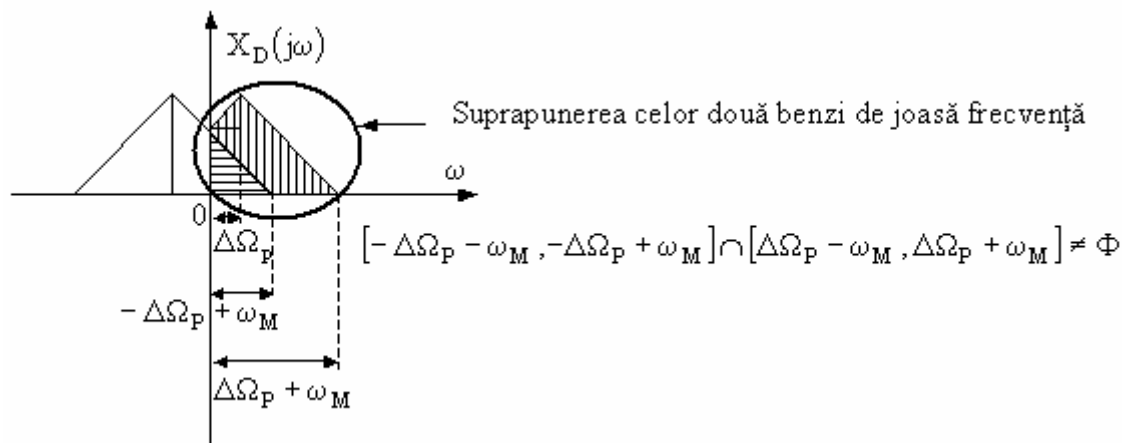 X_D(jω)
Suprapunerea celor două benzi de joasă frecvenţă
ω
0
ΔΩ_P
[-ΔΩ_P - ω_M , -ΔΩ_P + ω_M] ∩ [ΔΩ_P - ω_M , ΔΩ_P + ω_M] ≠ Φ
-ΔΩ_P + ω_M
ΔΩ_P + ω_M